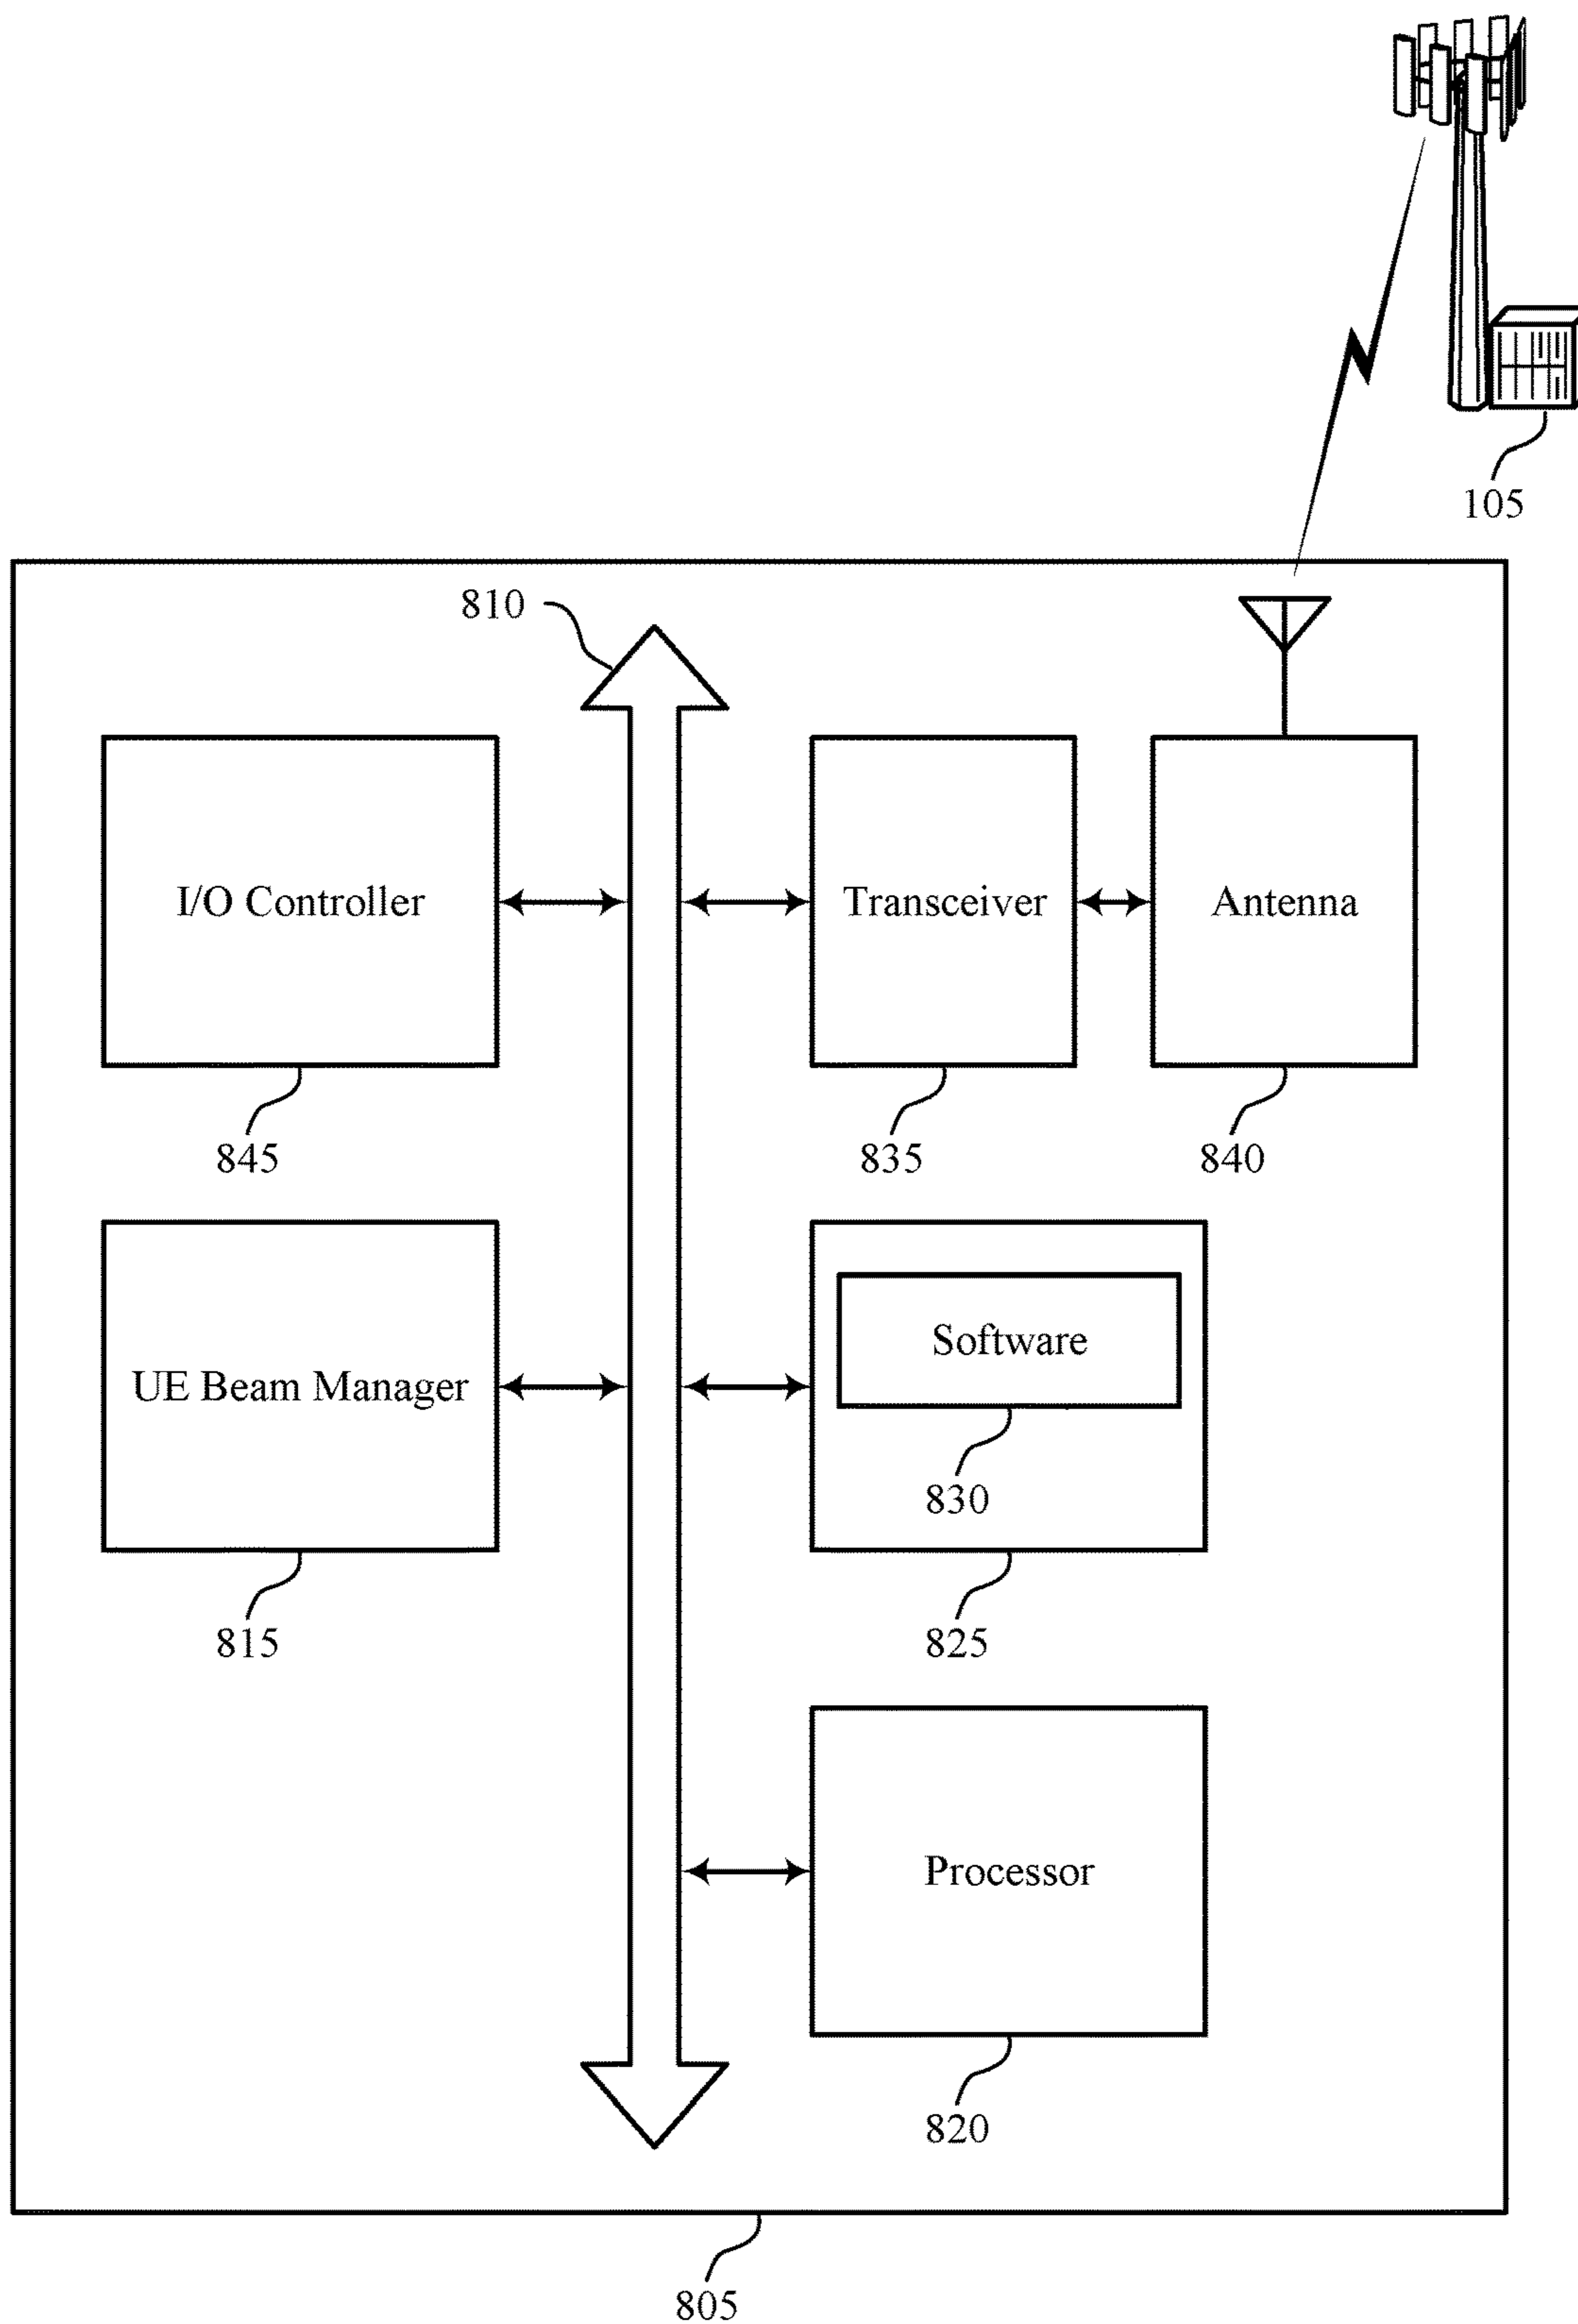 105
810
I/O Controller
Transceiver
Antenna
845
835
840
UE Beam Manager
Software
830
815
825
Processor
820
805